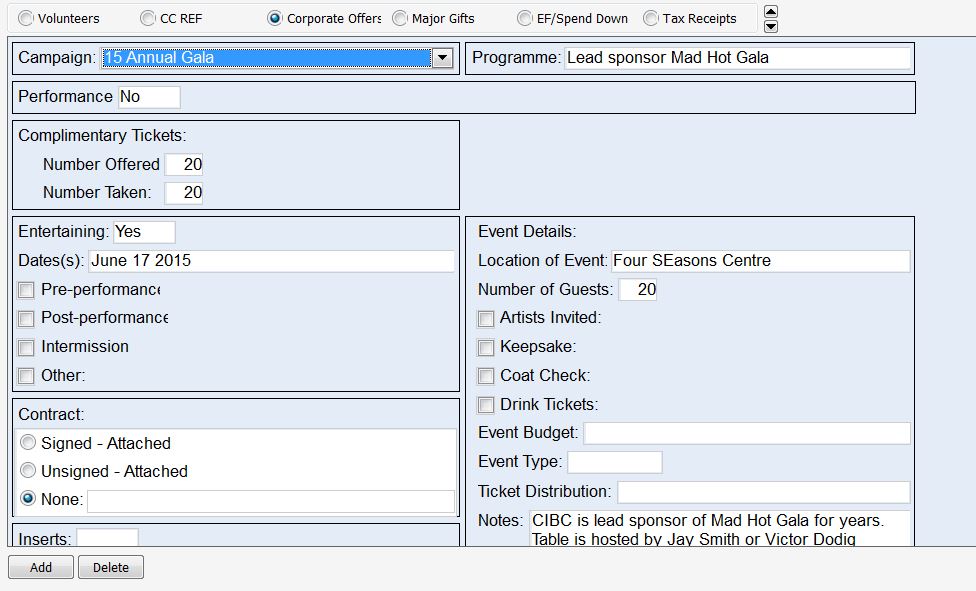 Volunteers CC REF Corporate Offers Major Gifts EF/Spend Down Tax Receipts
Campaign: 15 Annual Gala Programme: Lead sponsor Mad Hot Gala
Performance No
Complimentary Tickets:
Number Offered 20
Number Taken: 20
Entertaining: Yes
Dates(s): June 17 2015
Pre-performance
Post-performance
Intermission
Other:
Contract:
Signed - Attached
Unsigned - Attached
None:
Inserts:
Event Details:
Location of Event: Four SEasons Centre
Number of Guests: 20
Artists Invited:
Keepsake:
Coat Check:
Drink Tickets:
Event Budget:
Event Type:
Ticket Distribution:
Notes: CIBC is lead sponsor of Mad Hot Gala for years.
Table is hosted by Jay Smith or Victor Dodig
Add Delete